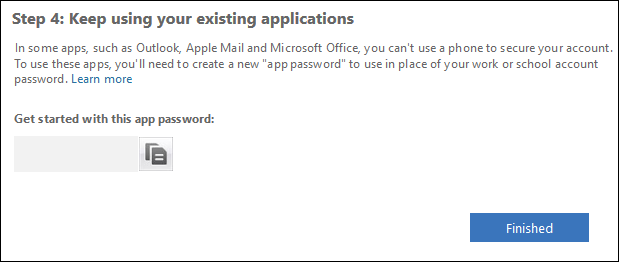 Step 4: Keep using your existing applications
In some apps, such as Outlook, Apple Mail and Microsoft Office, you can't use a phone to secure your account.
To use these apps, you'll need to create a new "app password" to use in place of your work or school account
password. Learn more
Get started with this app password:
Finished